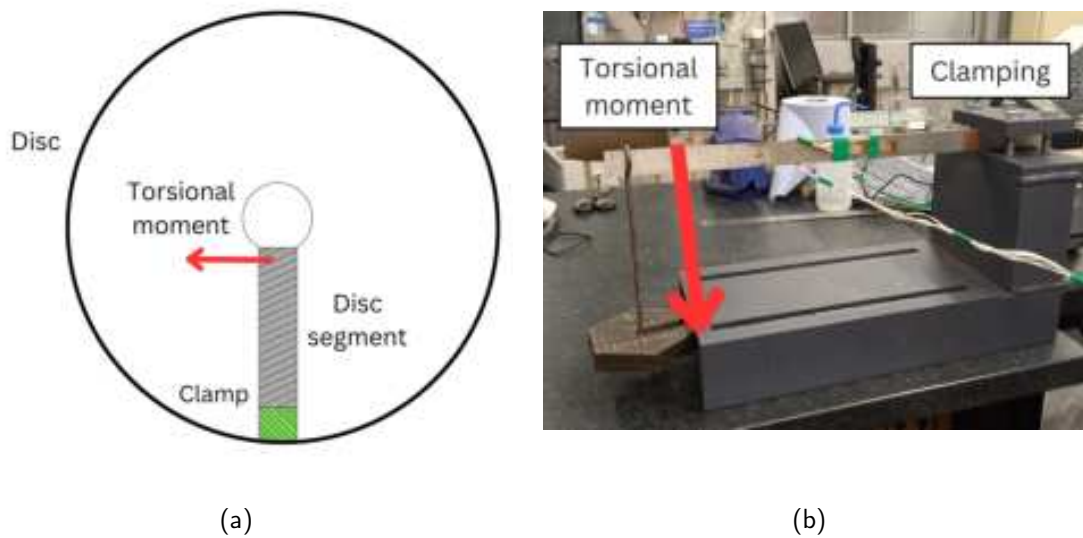 Disc
Torsional
moment
Disc
segment
Clamp
Torsional
moment
Clamping
(a)
(b)